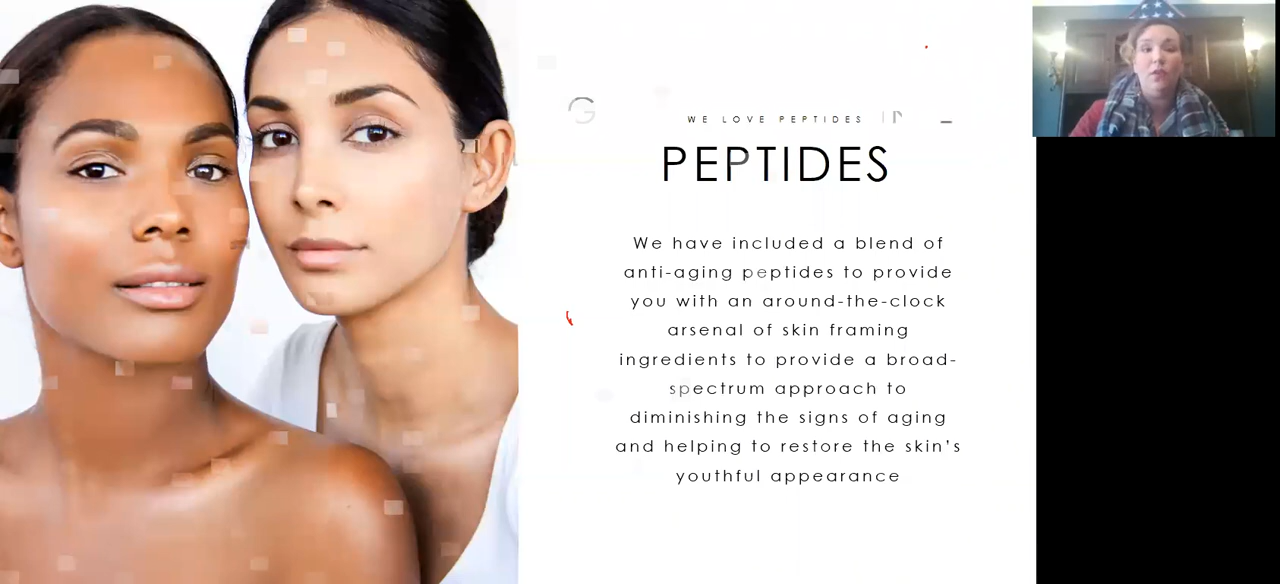 WE LOVE PEPTIDES
PEPTIDES
We have included a blend of
anti-aging peptides to provide
you with an around-the-clock
arsenal of skin framing
ingredients to provide a broad-
spectrum approach to
diminishing the signs of aging
and helping to restore the skin's
youthful appearance